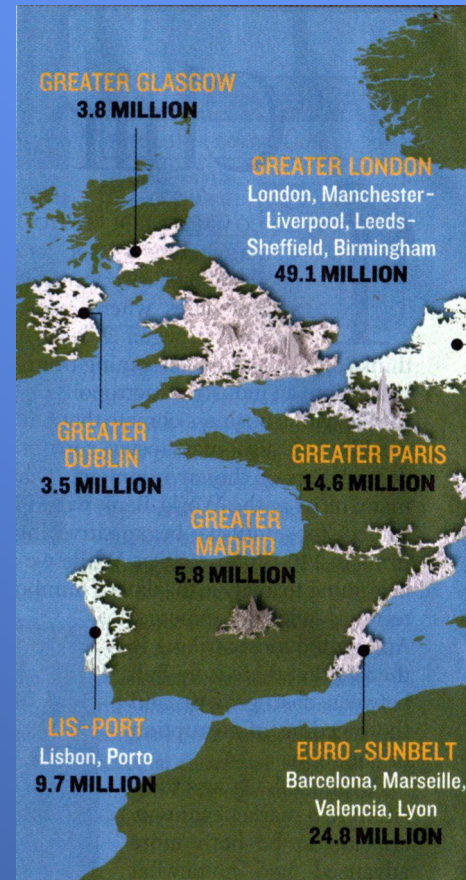 GREATER GLASGOW
3.8 MILLION
GREATER LONDON
London, Manchester-
Liverpool, Leeds-
Sheffield, Birmingham
49.1 MILLION
GREATER
DUBLIN
3.5 MILLION
GREATER PARIS
14.6 MILLION
GREATER
MADRID
5.8 MILLION
LIS-PORT
Lisbon, Porto
9.7 MILLION
EURO-SUNBELT
Barcelona, Marseille,
Valencia, Lyon
24.8 MILLION